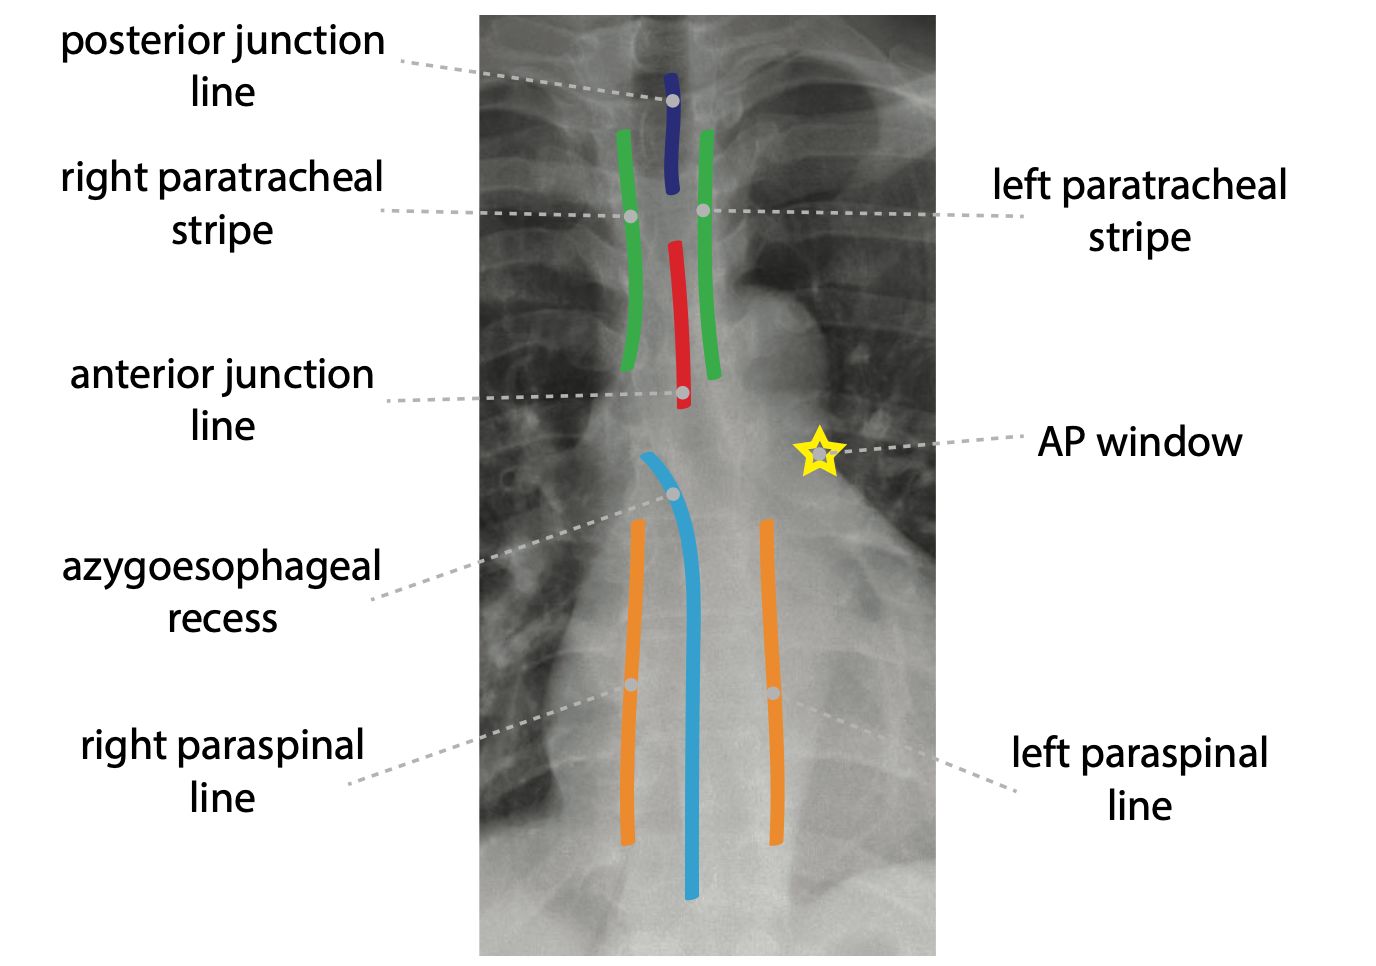 posterior junction
line
right paratracheal
stripe
anterior junction
line
azygoesophageal
recess
right paraspinal
line
left paratracheal
stripe
AP window
left paraspinal
line